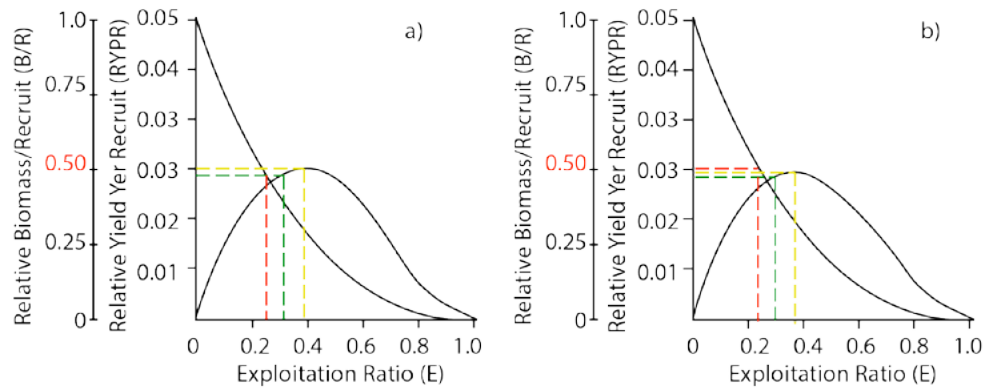 Relative Biomass/Recruit (B/R)
1.0
0.75
0.50
0.25
0
Relative Yield Yer Recruit (RYPR)
0.05
0.04
0.03
0.03
0.02
0.01
a)
0 0.2 0.4 0.6 0.8 1.0
Exploitation Ratio (E)
Relative Biomass/Recruit (B/R)
1.0
0.75
0.50
0.25
0
Relative Yield Yer Recruit (RYPR)
0.05
0.04
0.03
0.03
0.02
0.01
b)
0 0.2 0.4 0.6 0.8 1.0
Exploitation Ratio (E)